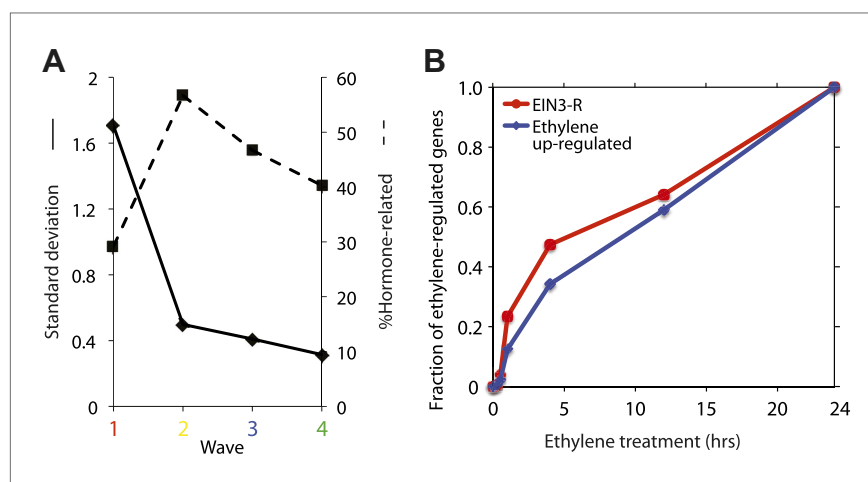 A
B
2
1.6
1.2
0.8
0.4
0
60
50
40
30
20
10
0
Standard deviation
%Hormone-related
1 2 3 4
Wave
1.0
0.8
0.6
0.4
0.2
0
Fraction of ethylene-regulated genes
EIN3-R
Ethylene
up-regulated
0 5 10 15 20 24
Ethylene treatment (hrs)